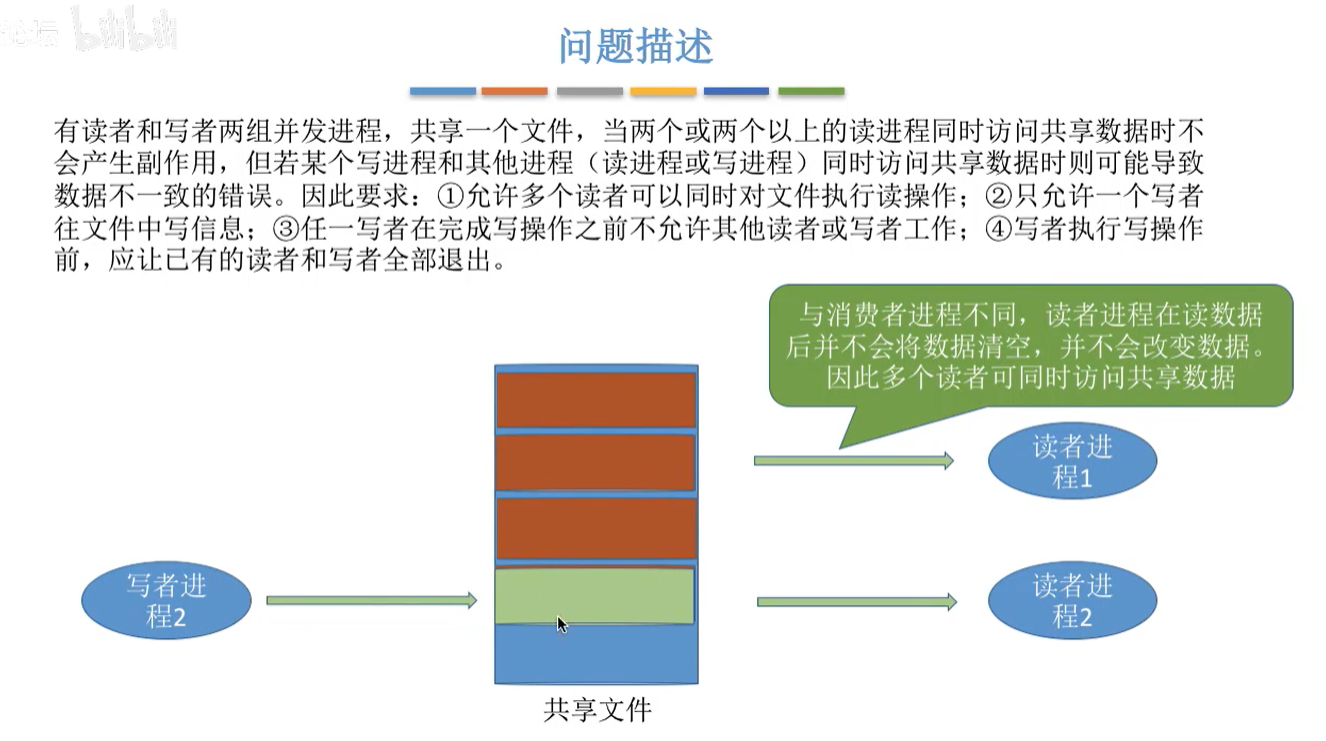 论坛 bilibili
问题描述
有读者和写者两组并发进程，共享一个文件，当两个或两个以上的读进程同时访问共享数据时不
会产生副作用，但若某个写进程和其他进程（读进程或写进程）同时访问共享数据时则可能导致
数据不一致的错误。因此要求：①允许多个读者可以同时对文件执行读操作；②只允许一个写者
往文件中写信息；③任一写者在完成写操作之前不允许其他读者或写者工作；④写者执行写操作
前，应让已有的读者和写者全部退出。
与消费者进程不同，读者进程在读数据
后并不会将数据清空，并不会改变数据。
因此多个读者可同时访问共享数据
读者进
程1
写者进
程2
读者进
程2
共享文件